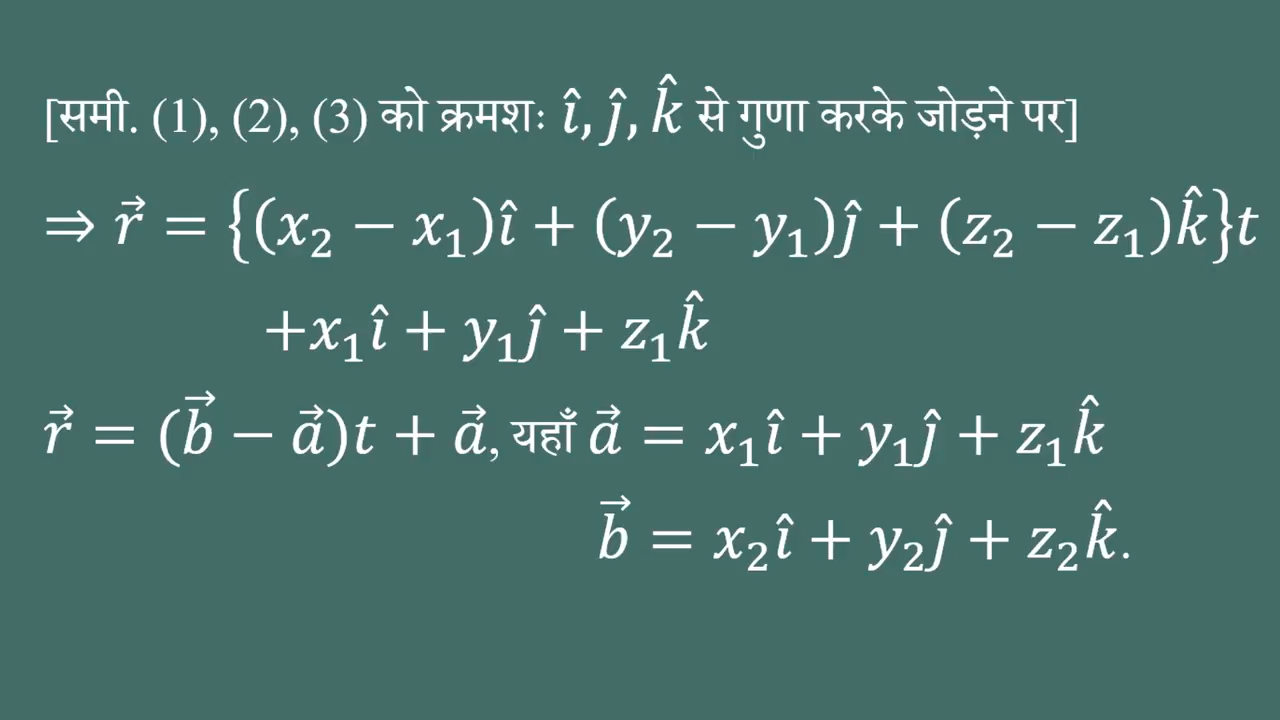 [समी. (1), (2), (3) को क्रमशः î, ĵ, k̂ से गुणा करके जोड़ने पर]
⇒ r⃗ = {(x₂ − x₁)î + (y₂ − y₁)ĵ + (z₂ − z₁)k̂}t
+x₁î + y₁ĵ + z₁k̂
r⃗ = (b⃗ − a⃗)t + a⃗, यहाँ a⃗ = x₁î + y₁ĵ + z₁k̂
b⃗ = x₂î + y₂ĵ + z₂k̂.